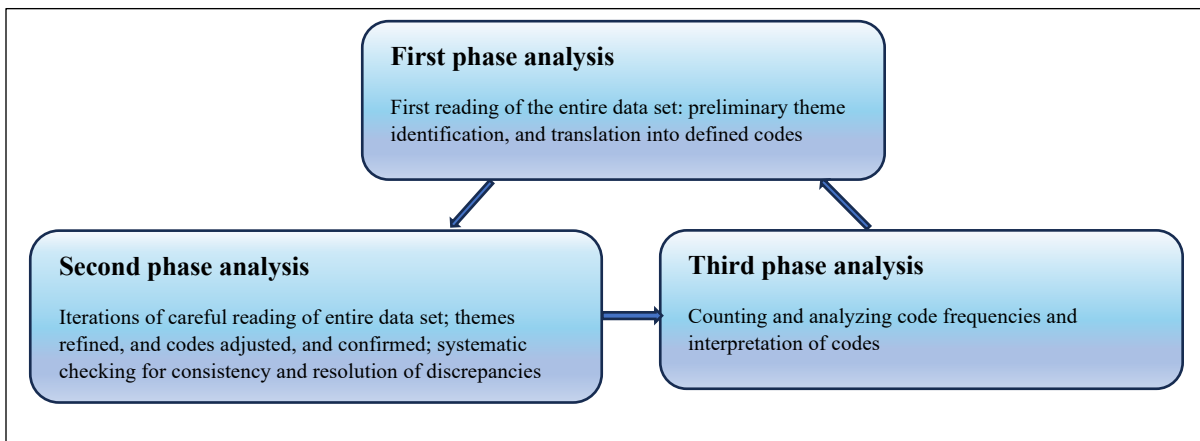 First phase analysis
First reading of the entire data set: preliminary theme
identification, and translation into defined codes
Second phase analysis
Iterations of careful reading of entire data set; themes
refined, and codes adjusted, and confirmed; systematic
checking for consistency and resolution of discrepancies
Third phase analysis
Counting and analyzing code frequencies and
interpretation of codes